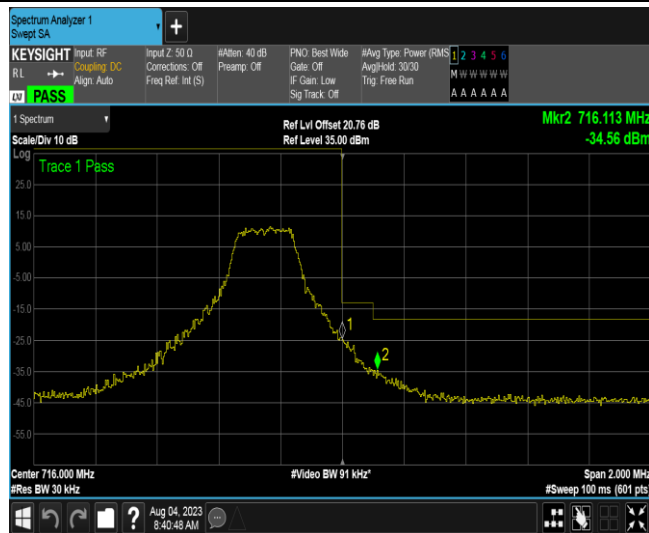 Spectrum Analyzer 1
Swept SA
+
KEYSIGHT
RL
LXI PASS
Input: RF
Coupling: DC
Align: Auto
Input Z: 50 Ω
Corrections: Off
Freq Ref: Int (S)
#Atten: 40 dB
Preamp: Off
PNO: Best Wide
Gate: Off
IF Gain: Low
Sig Track: Off
#Avg Type: Power (RMS
Avg|Hold: 30/30
Trig: Free Run
1 2 3 4 5 6
M W W W W W
A A A A A A
1 Spectrum
Scale/Div 10 dB
Ref Lvl Offset 20.76 dB
Ref Level 35.00 dBm
Mkr2 716.113 MHz
-34.56 dBm
Log
Trace 1 Pass
25.0
15.0
5.00
-5.00
-15.0
-25.0
-35.0
-45.0
-55.0
1
2
Center 716.000 MHz
#Video BW 91 kHz*
Span 2.000 MHz
#Res BW 30 kHz
#Sweep 100 ms (601 pts)
?
Aug 04, 2023
8:40:48 AM